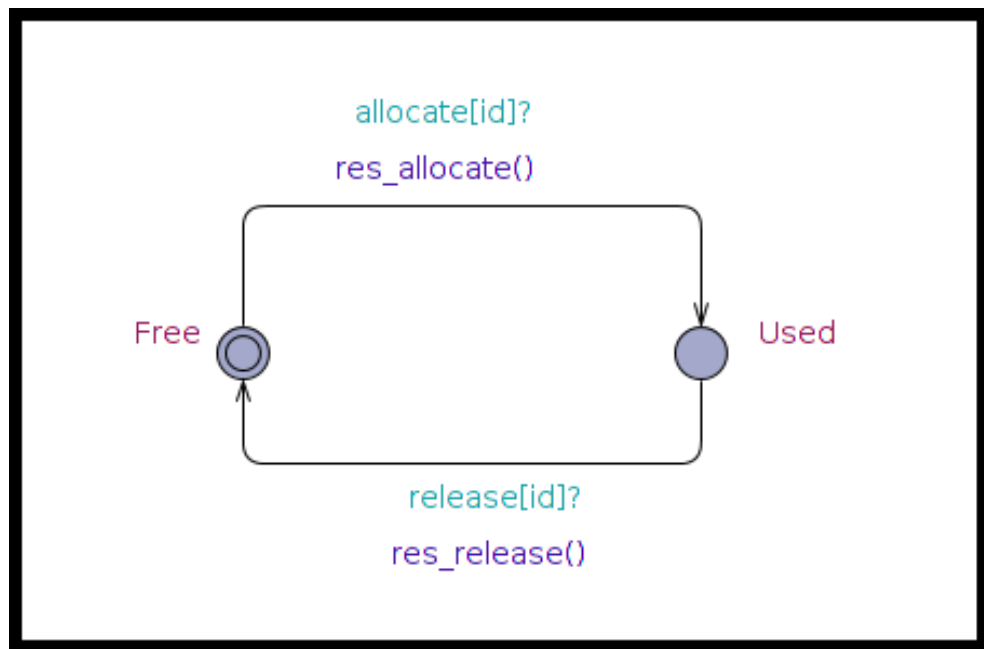 allocate[id]?
res_allocate()
Free
Used
release[id]?
res_release()